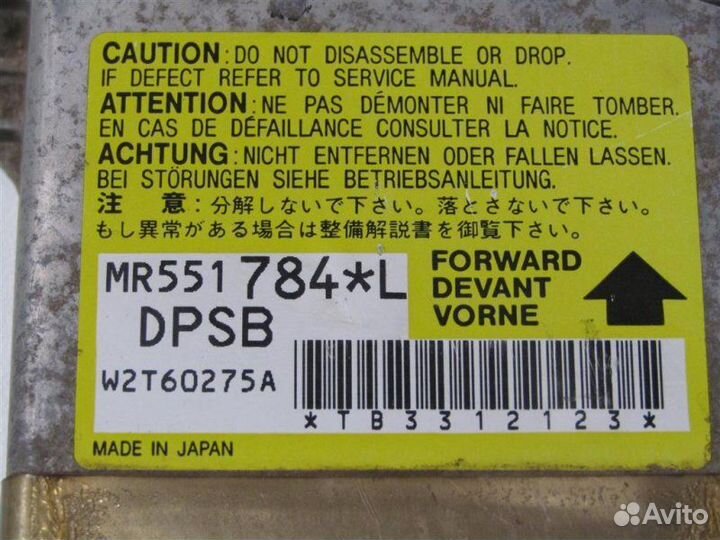 CAUTION : DO NOT DISASSEMBLE OR DROP.
IF DEFECT REFER TO SERVICE MANUAL.
ATTENTION : NE PAS DÉMONTER NI FAIRE TOMBER.
EN CAS DE DÉFAILLANCE CONSULTER LA NOTICE.
ACHTUNG : NICHT ENTFERNEN ODER FALLEN LASSEN.
BEI STÖRUNGEN SIEHE BETRIEBSANLEITUNG.
注 意 : 分解しないで下さい。落とさないで下さい。
もし異常がある場合は整備解説書を御覧下さい。
MR551784*L
DPSB
W2T60275A
FORWARD
DEVANT
VORNE
*TB3312123*
MADE IN JAPAN
Avito